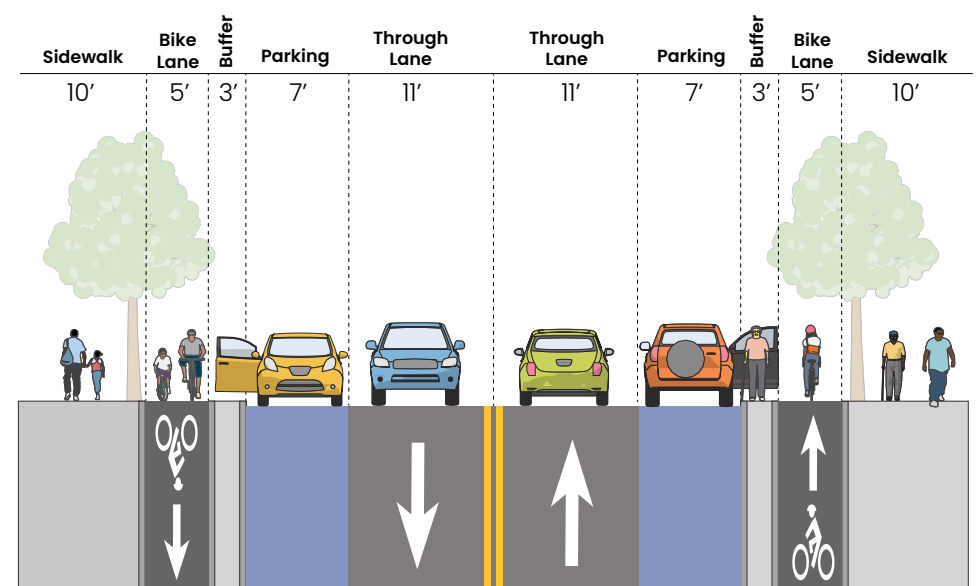 Sidewalk
Bike
Lane
Buffer
Parking
Through
Lane
Through
Lane
Parking
Buffer
Bike
Lane
Sidewalk
10’
5’
3’
7’
11’
11’
7’
3’
5’
10’